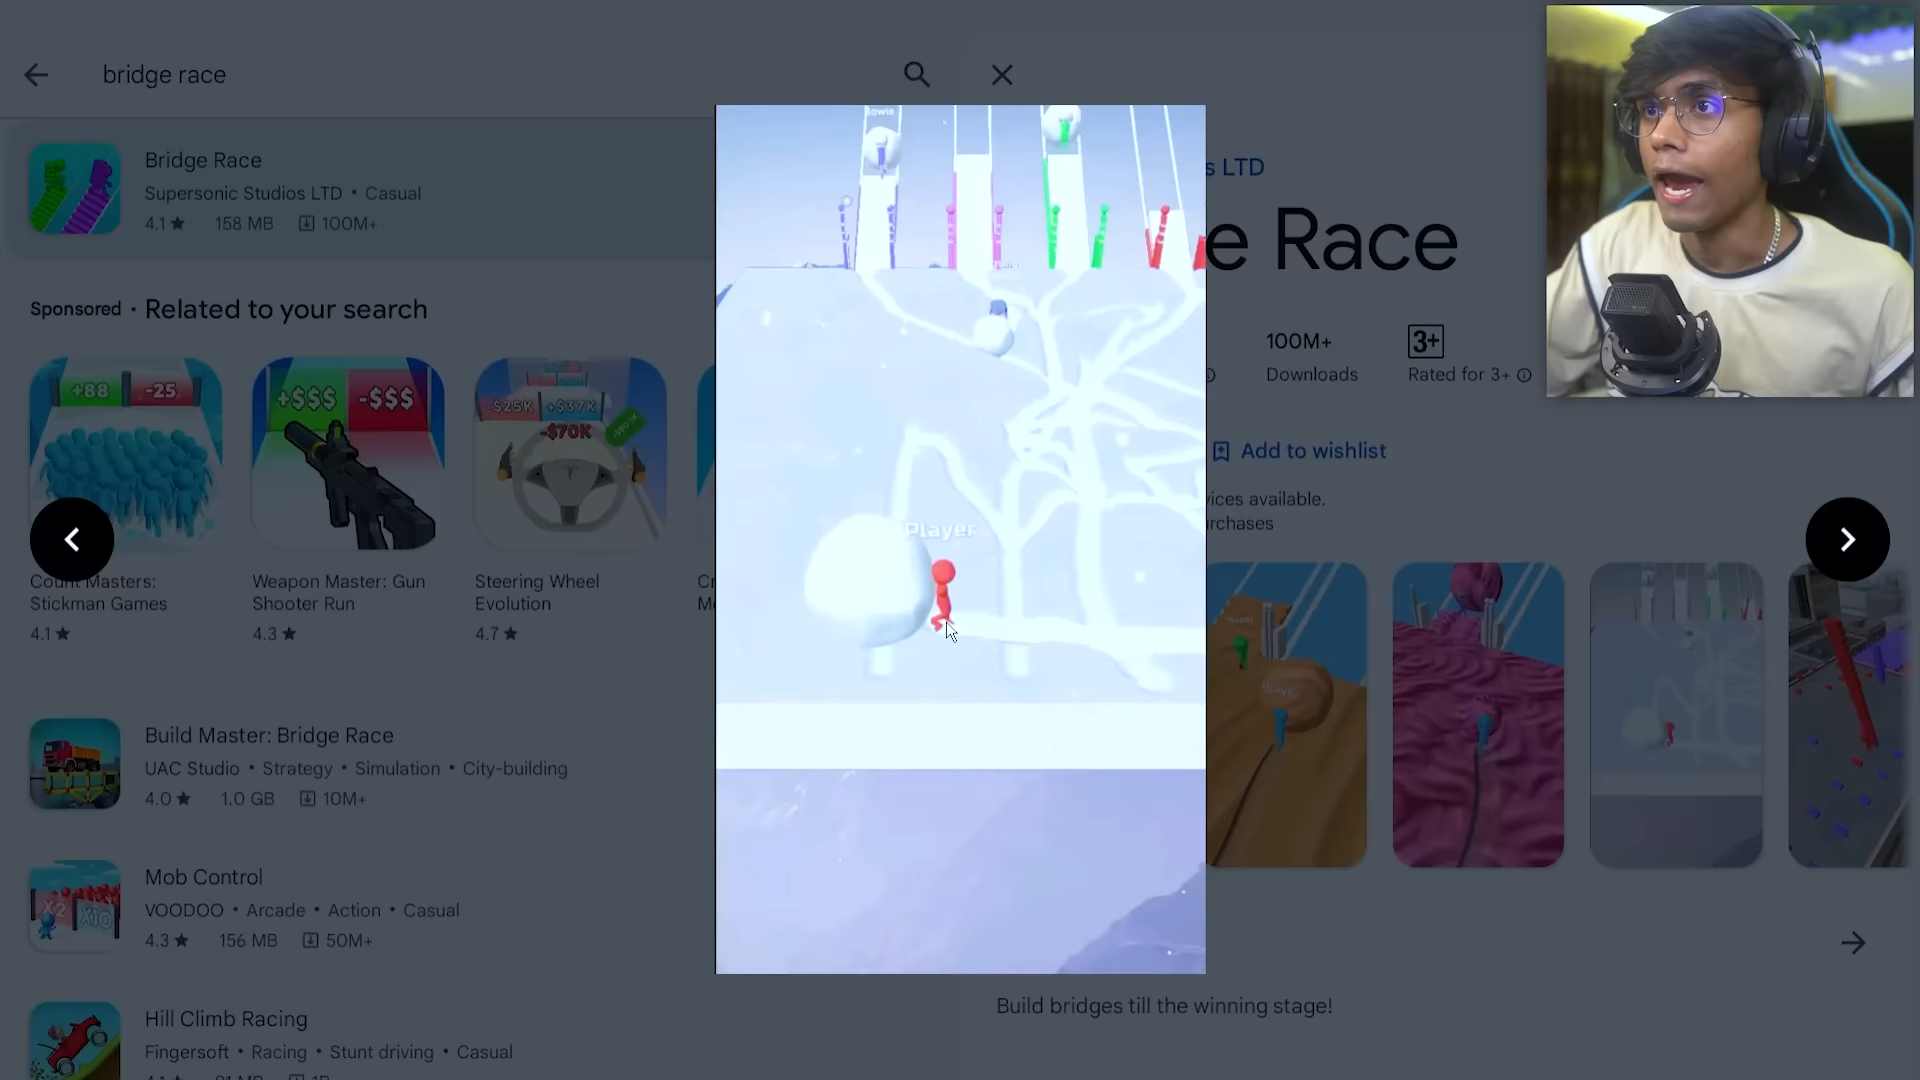 bridge race
Bridge Race
Supersonic Studios LTD • Casual
4.1★ 158 MB 100M+
Sponsored · Related to your search
+88 -25
+$$$ -$$$
-$25K +$37K
-$70K
Count Masters:
Stickman Games
4.1★
Weapon Master: Gun
Shooter Run
4.3★
Steering Wheel
Evolution
4.7★
Build Master: Bridge Race
UAC Studio • Strategy • Simulation • City-building
4.0★ 1.0 GB 10M+
X2 X10
Mob Control
VOODOO • Arcade • Action • Casual
4.3★ 156 MB 50M+
Hill Climb Racing
Fingersoft • Racing • Stunt driving • Casual
Bowie
Player
s LTD
e Race
100M+
Downloads
3+
Rated for 3+
Add to wishlist
vices available.
urchases
Build bridges till the winning stage!